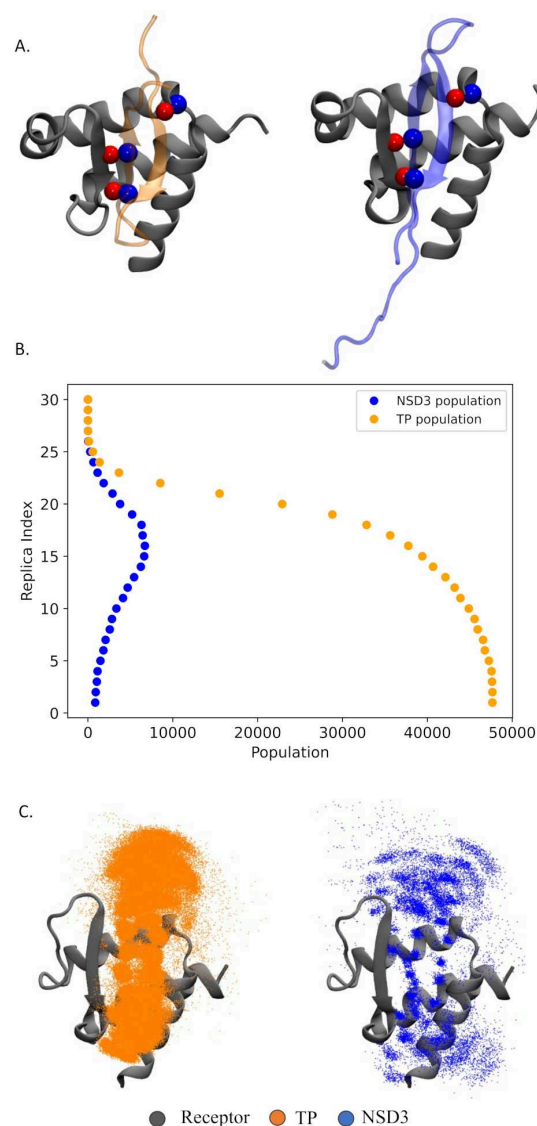 A.
B.
30
25
20
15
10
5
0
Replica Index
NSD3 population
TP population
0 10000 20000 30000 40000 50000
Population
C.
Receptor TP NSD3